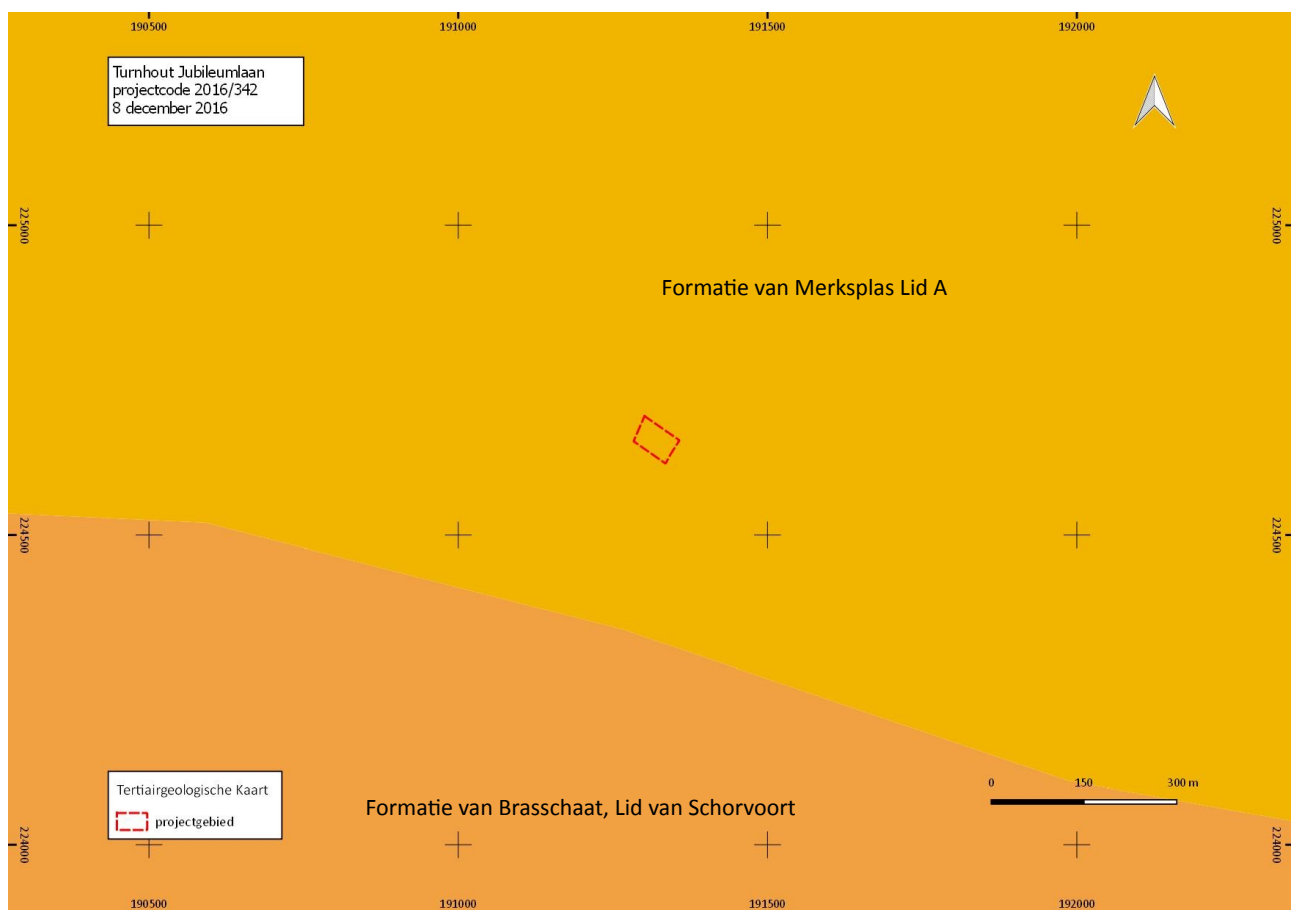 190500 191000 191500 192000
Turnhout Jubileumlaan
projectcode 2016/342
8 december 2016
225000 225000
Formatie van Merksplas Lid A
224500 224500
Tertiairgeologische Kaart
projectgebied
Formatie van Brasschaat, Lid van Schorvoort
0 150 300 m
224000 224000
190500 191000 191500 192000